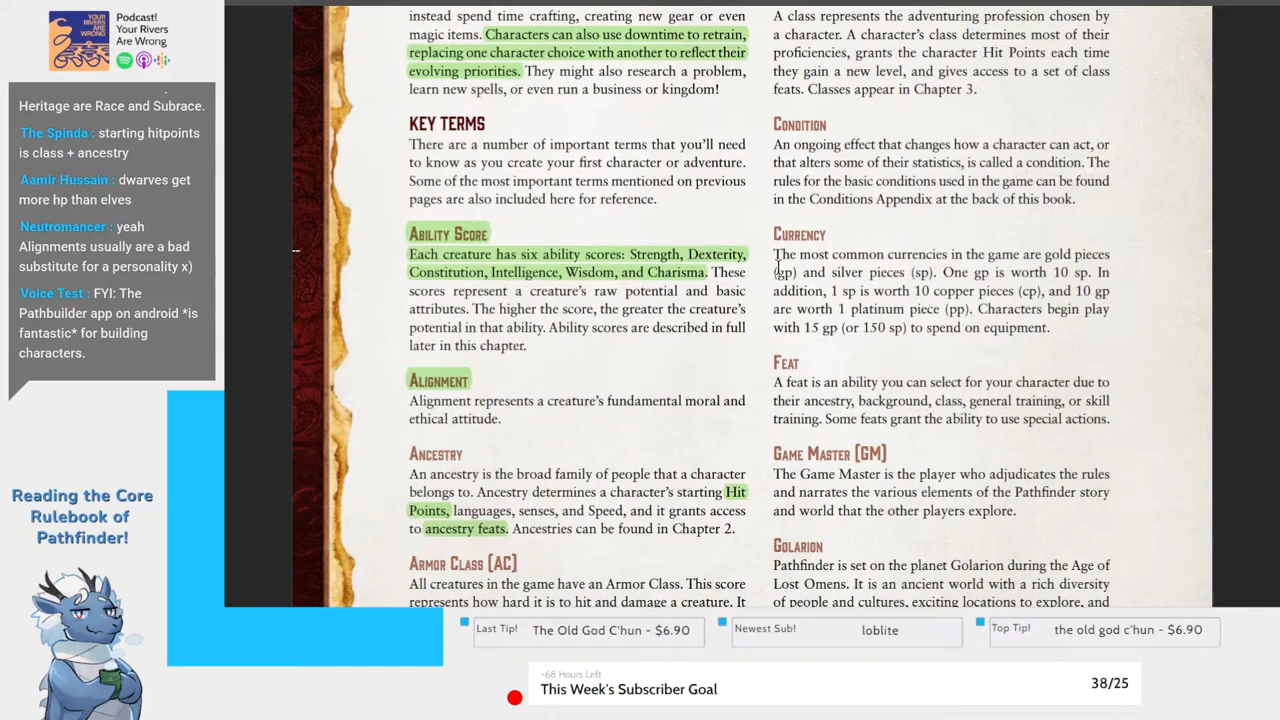 YOUR
RIVERS
ARE
WRONG
Podcast!
Your Rivers
Are Wrong
Heritage are Race and Subrace.
The Spinda : starting hitpoints
is class + ancestry
Aamir Hussain : dwarves get
more hp than elves
Neutromancer : yeah
Alignments usually are a bad
substitute for a personality x)
Voice Test : FYI: The
Pathbuilder app on android *is
fantastic* for building
characters.
Reading the Core
Rulebook of
Pathfinder!
instead spend time crafting, creating new gear or even
magic items. Characters can also use downtime to retrain,
replacing one character choice with another to reflect their
evolving priorities. They might also research a problem,
learn new spells, or even run a business or kingdom!
KEY TERMS
There are a number of important terms that you'll need
to know as you create your first character or adventure.
Some of the most important terms mentioned on previous
pages are also included here for reference.
ABILITY SCORE
Each creature has six ability scores: Strength, Dexterity,
Constitution, Intelligence, Wisdom, and Charisma. These
scores represent a creature's raw potential and basic
attributes. The higher the score, the greater the creature's
potential in that ability. Ability scores are described in full
later in this chapter.
ALIGNMENT
Alignment represents a creature's fundamental moral and
ethical attitude.
ANCESTRY
An ancestry is the broad family of people that a character
belongs to. Ancestry determines a character's starting Hit
Points, languages, senses, and Speed, and it grants access
to ancestry feats. Ancestries can be found in Chapter 2.
ARMOR CLASS (AC)
All creatures in the game have an Armor Class. This score
represents how hard it is to hit and damage a creature. It
A class represents the adventuring profession chosen by
a character. A character's class determines most of their
proficiencies, grants the character Hit Points each time
they gain a new level, and gives access to a set of class
feats. Classes appear in Chapter 3.
CONDITION
An ongoing effect that changes how a character can act, or
that alters some of their statistics, is called a condition. The
rules for the basic conditions used in the game can be found
in the Conditions Appendix at the back of this book.
CURRENCY
The most common currencies in the game are gold pieces
(gp) and silver pieces (sp). One gp is worth 10 sp. In
addition, 1 sp is worth 10 copper pieces (cp), and 10 gp
are worth 1 platinum piece (pp). Characters begin play
with 15 gp (or 150 sp) to spend on equipment.
FEAT
A feat is an ability you can select for your character due to
their ancestry, background, class, general training, or skill
training. Some feats grant the ability to use special actions.
GAME MASTER (GM)
The Game Master is the player who adjudicates the rules
and narrates the various elements of the Pathfinder story
and world that the other players explore.
GOLARION
Pathfinder is set on the planet Golarion during the Age of
Lost Omens. It is an ancient world with a rich diversity
of people and cultures, exciting locations to explore, and
Last Tip! The Old God C'hun - $6.90
Newest Sub! loblite
Top Tip! the old god c'hun - $6.90
~68 Hours Left
This Week's Subscriber Goal 38/25